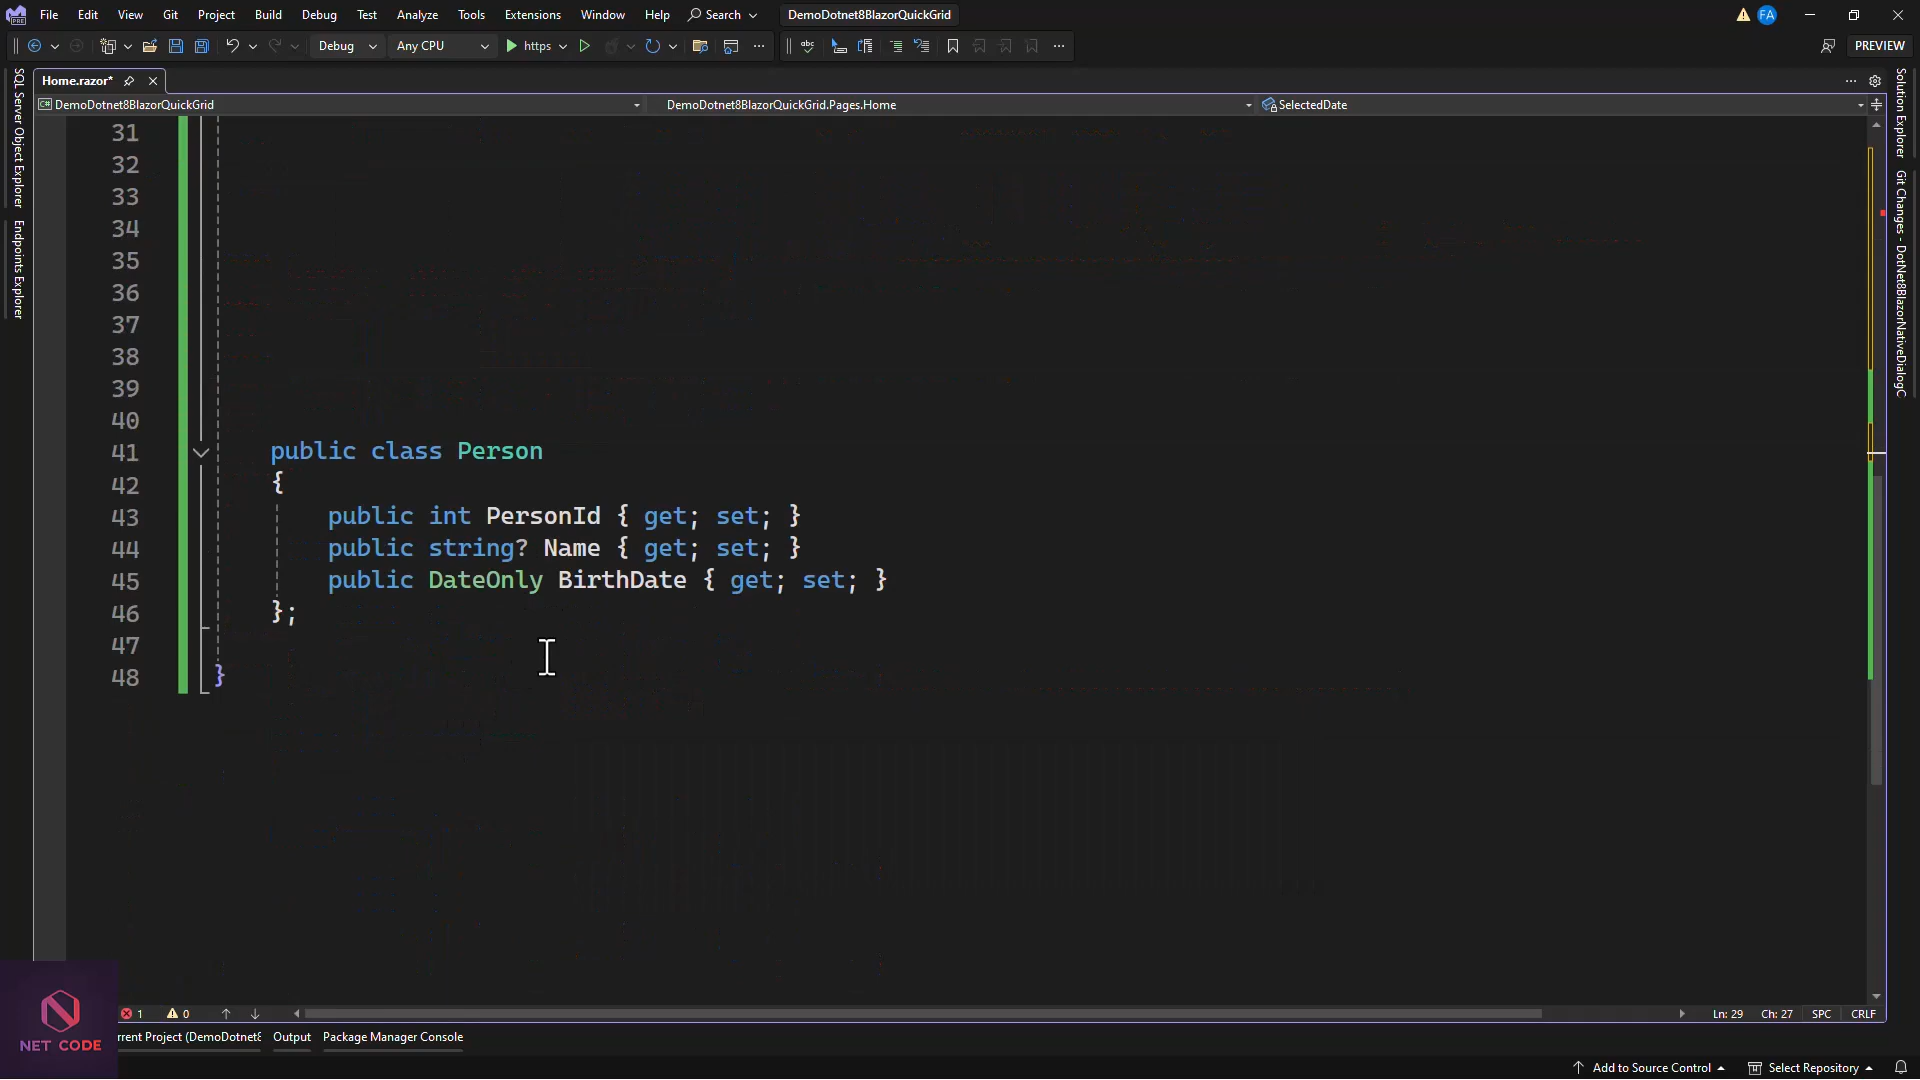 File Edit View Git Project Build Debug Test Analyze Tools Extensions Window Help Search DemoDotnet8BlazorQuickGrid FA
Debug Any CPU https PREVIEW
Home.razor*
DemoDotnet8BlazorQuickGrid DemoDotnet8BlazorQuickGrid.Pages.Home SelectedDate
SQL Server Object Explorer
Endpoints Explorer
Solution Explorer
Git Changes - DotNet8BlazorNativeDialogC
31
32
33
34
35
36
37
38
39
40
41 public class Person
42 {
43 public int PersonId { get; set; }
44 public string? Name { get; set; }
45 public DateOnly BirthDate { get; set; }
46 };
47
48 }
1 0 Ln: 29 Ch: 27 SPC CRLF
rrent Project (DemoDotnet8 Output Package Manager Console
NET CODE
Add to Source Control Select Repository